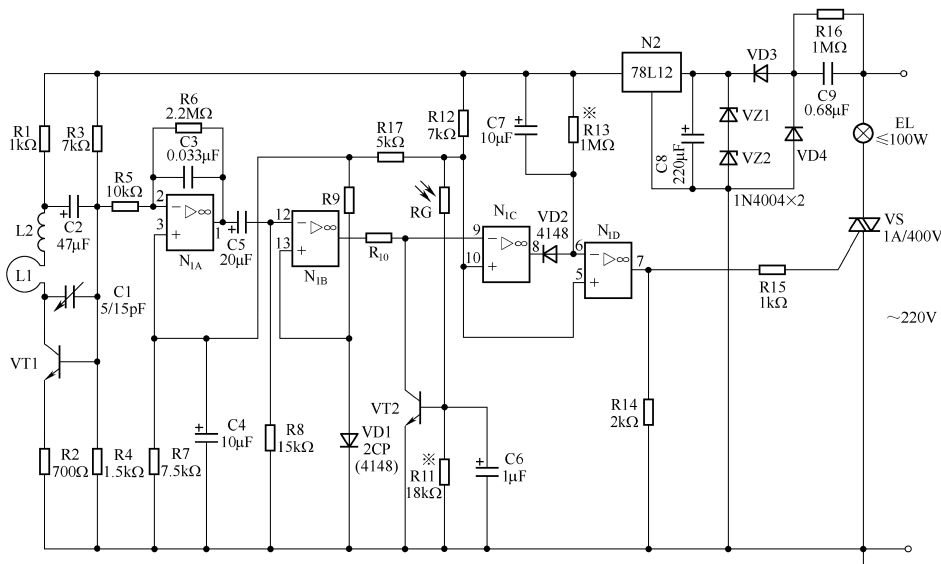 R16
1MΩ
N2
78L12
VD3
C9
0.68μF
R6
2.2MΩ
C3
0.033μF
R1
1kΩ
R3
7kΩ
R12
7kΩ
C7
10μF
※
R13
1MΩ
R17
5kΩ
C8
220μF
VZ1
VZ2
VD4
EL
≤100W
1N4004×2
R5
10kΩ
2
3
▷∞
−
+
1
N1A
L2
C2
47μF
C5
20μF
R9
12
13
▷∞
−
+
N1B
R10
RG
9
10
▷∞
−
+
N1C
8
VD2
4148
6
5
▷∞
−
+
N1D
7
VS
1A/400V
L1
C1
5/15pF
R15
1kΩ
~220V
VT1
VT2
R14
2kΩ
R2
700Ω
R4
1.5kΩ
R7
7.5kΩ
C4
10μF
R8
15kΩ
VD1
2CP
(4148)
※
R11
18kΩ
C6
1μF